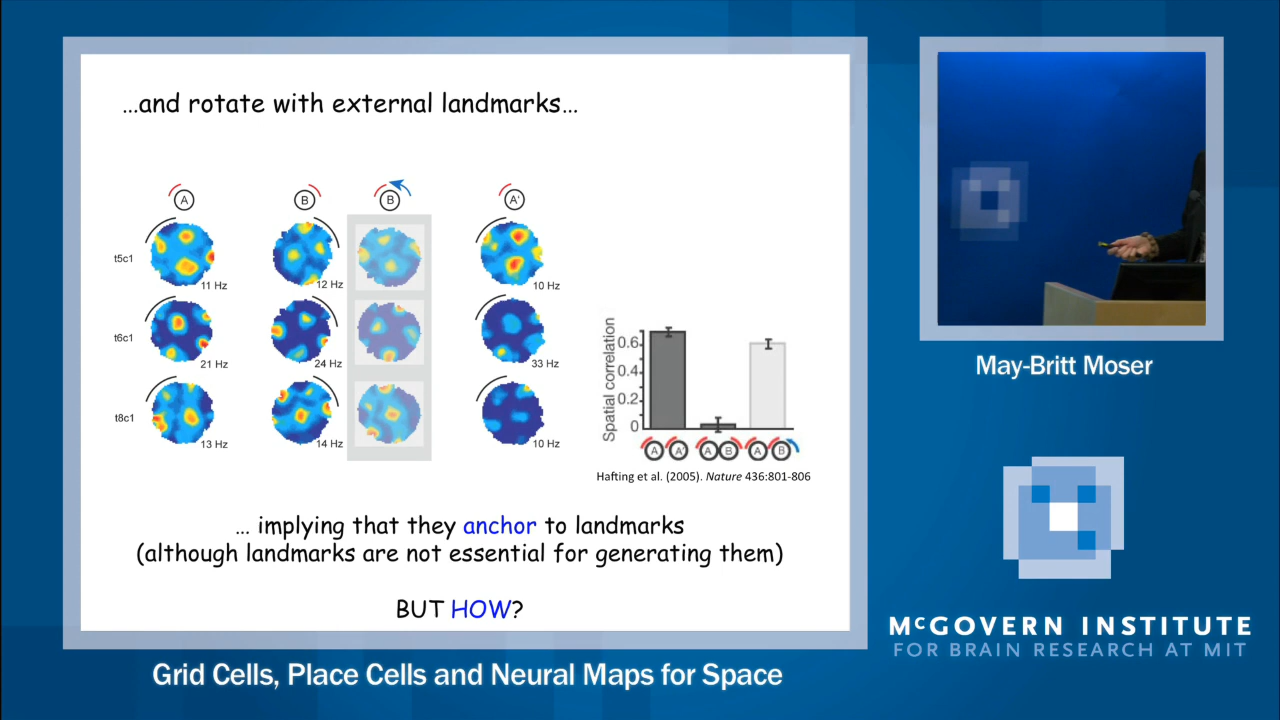 ...and rotate with external landmarks...
A
B
B
A'
t5c1
11 Hz
12 Hz
10 Hz
t6c1
21 Hz
24 Hz
33 Hz
t8c1
13 Hz
14 Hz
10 Hz
Spatial correlation
0.6
0.4
0.2
0
A A' A B A B
Hafting et al. (2005). Nature 436:801-806
... implying that they anchor to landmarks
(although landmarks are not essential for generating them)
BUT HOW?
May-Britt Moser
McGOVERN INSTITUTE
FOR BRAIN RESEARCH AT MIT
Grid Cells, Place Cells and Neural Maps for Space